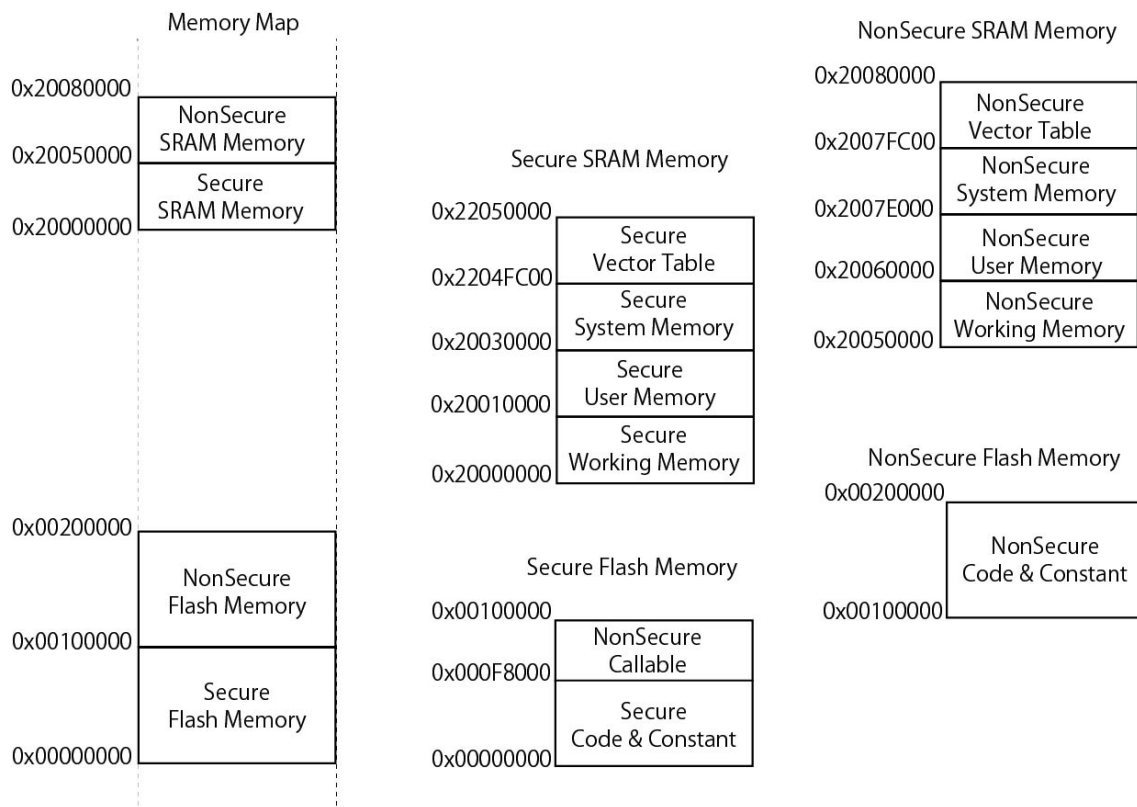 Memory Map
0x20080000
NonSecure
SRAM Memory
0x20050000
Secure
SRAM Memory
0x20000000
0x00200000
NonSecure
Flash Memory
0x00100000
Secure
Flash Memory
0x00000000
Secure SRAM Memory
0x22050000
Secure
Vector Table
0x2204FC00
Secure
System Memory
0x20030000
Secure
User Memory
0x20010000
Secure
Working Memory
0x20000000
Secure Flash Memory
0x00100000
NonSecure
Callable
0x000F8000
Secure
Code & Constant
0x00000000
NonSecure SRAM Memory
0x20080000
NonSecure
Vector Table
0x2007FC00
NonSecure
System Memory
0x2007E000
NonSecure
User Memory
0x20060000
NonSecure
Working Memory
0x20050000
NonSecure Flash Memory
0x00200000
NonSecure
Code & Constant
0x00100000